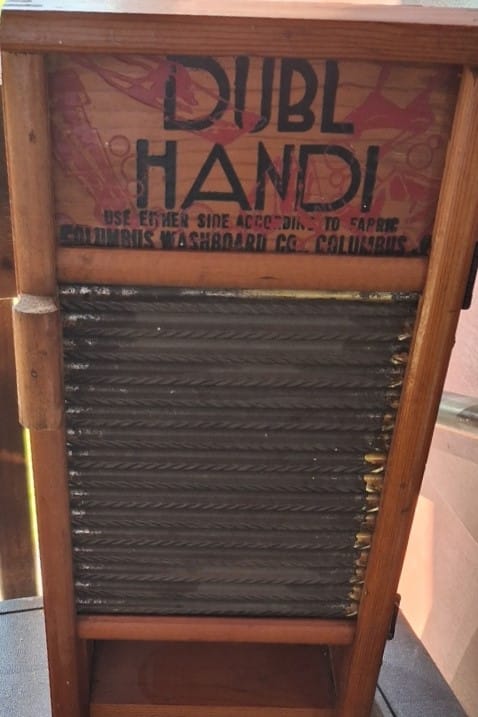 DUBL
HANDI
USE EITHER SIDE ACCORDING TO FABRIC
COLUMBUS WASHBOARD CO., COLUMBUS,